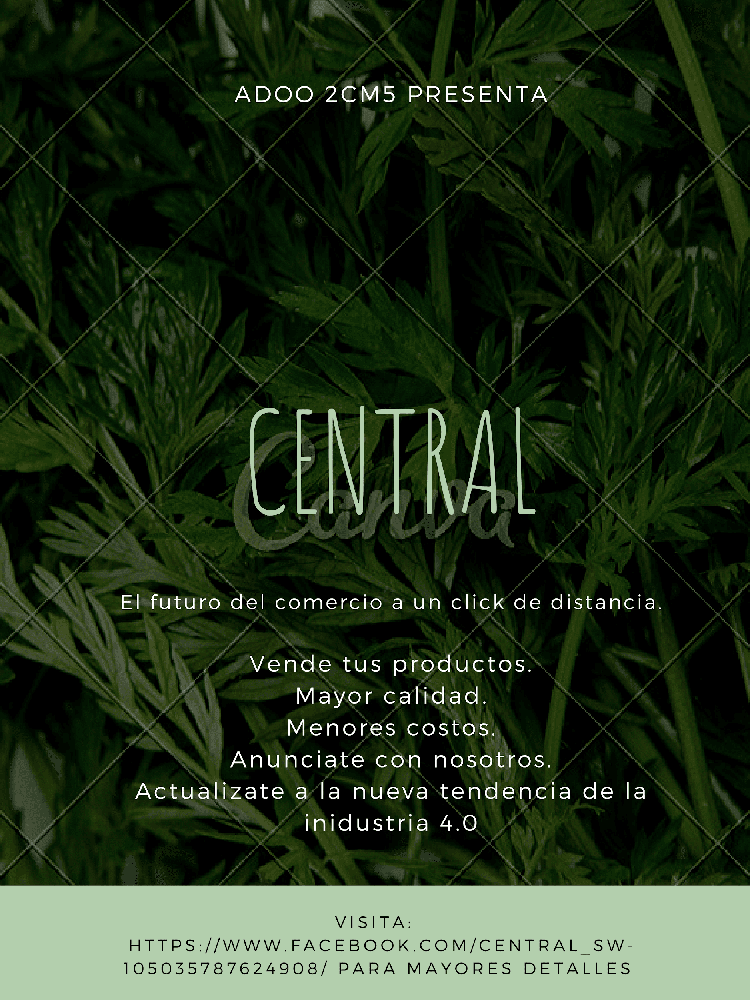 ADOO 2CM5 PRESENTA
CENTRAL
Canva
El futuro del comercio a un click de distancia.
Vende tus productos.
Mayor calidad.
Menores costos.
Anunciate con nosotros.
Actualizate a la nueva tendencia de la
inidustria 4.0
VISITA:
HTTPS://WWW.FACEBOOK.COM/CENTRAL_SW-
105035787624908/ PARA MAYORES DETALLES